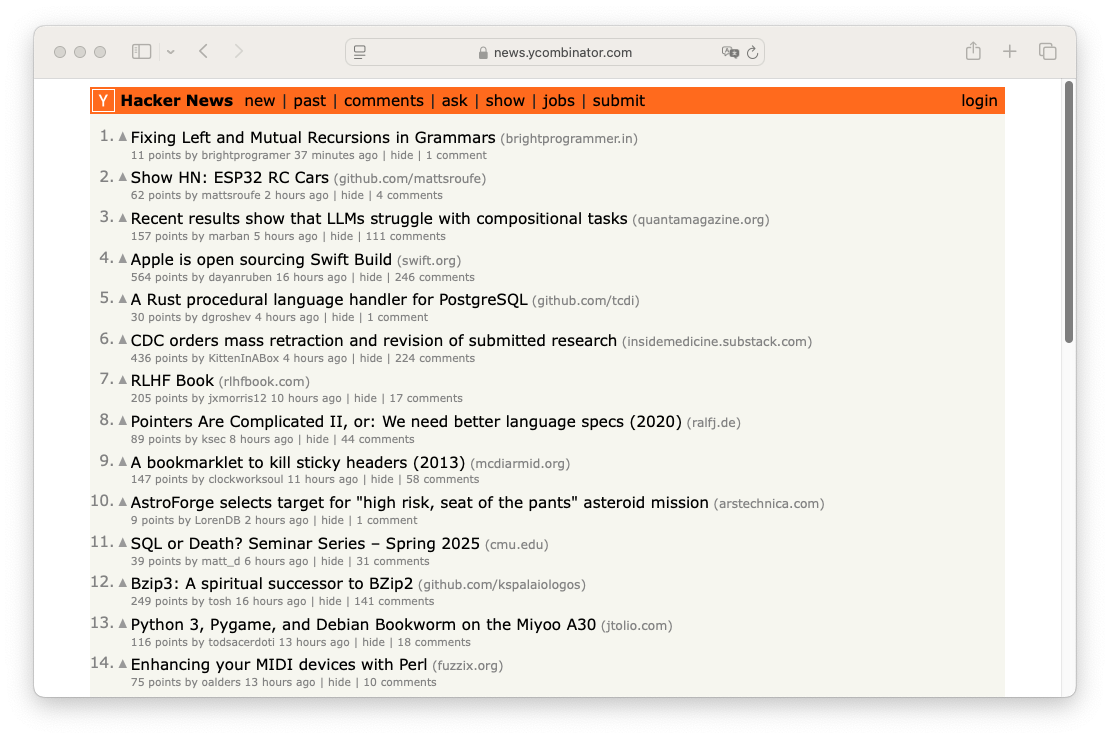 news.ycombinator.com
Y Hacker News new | past | comments | ask | show | jobs | submit login
1. Fixing Left and Mutual Recursions in Grammars (brightprogrammer.in)
11 points by brightprogramer 37 minutes ago | hide | 1 comment
2. Show HN: ESP32 RC Cars (github.com/mattsroufe)
62 points by mattsroufe 2 hours ago | hide | 4 comments
3. Recent results show that LLMs struggle with compositional tasks (quantamagazine.org)
157 points by marban 5 hours ago | hide | 111 comments
4. Apple is open sourcing Swift Build (swift.org)
564 points by dayanruben 16 hours ago | hide | 246 comments
5. A Rust procedural language handler for PostgreSQL (github.com/tcdi)
30 points by dgroshev 4 hours ago | hide | 1 comment
6. CDC orders mass retraction and revision of submitted research (insidemedicine.substack.com)
436 points by KittenInABox 4 hours ago | hide | 224 comments
7. RLHF Book (rlhfbook.com)
205 points by jxmorris12 10 hours ago | hide | 17 comments
8. Pointers Are Complicated II, or: We need better language specs (2020) (ralfj.de)
89 points by ksec 8 hours ago | hide | 44 comments
9. A bookmarklet to kill sticky headers (2013) (mcdiarmid.org)
147 points by clockworksoul 11 hours ago | hide | 58 comments
10. AstroForge selects target for "high risk, seat of the pants" asteroid mission (arstechnica.com)
9 points by LorenDB 2 hours ago | hide | 1 comment
11. SQL or Death? Seminar Series – Spring 2025 (cmu.edu)
39 points by matt_d 6 hours ago | hide | 31 comments
12. Bzip3: A spiritual successor to BZip2 (github.com/kspalaiologos)
249 points by tosh 16 hours ago | hide | 141 comments
13. Python 3, Pygame, and Debian Bookworm on the Miyoo A30 (jtolio.com)
116 points by todsacerdoti 13 hours ago | hide | 18 comments
14. Enhancing your MIDI devices with Perl (fuzzix.org)
75 points by oalders 13 hours ago | hide | 10 comments